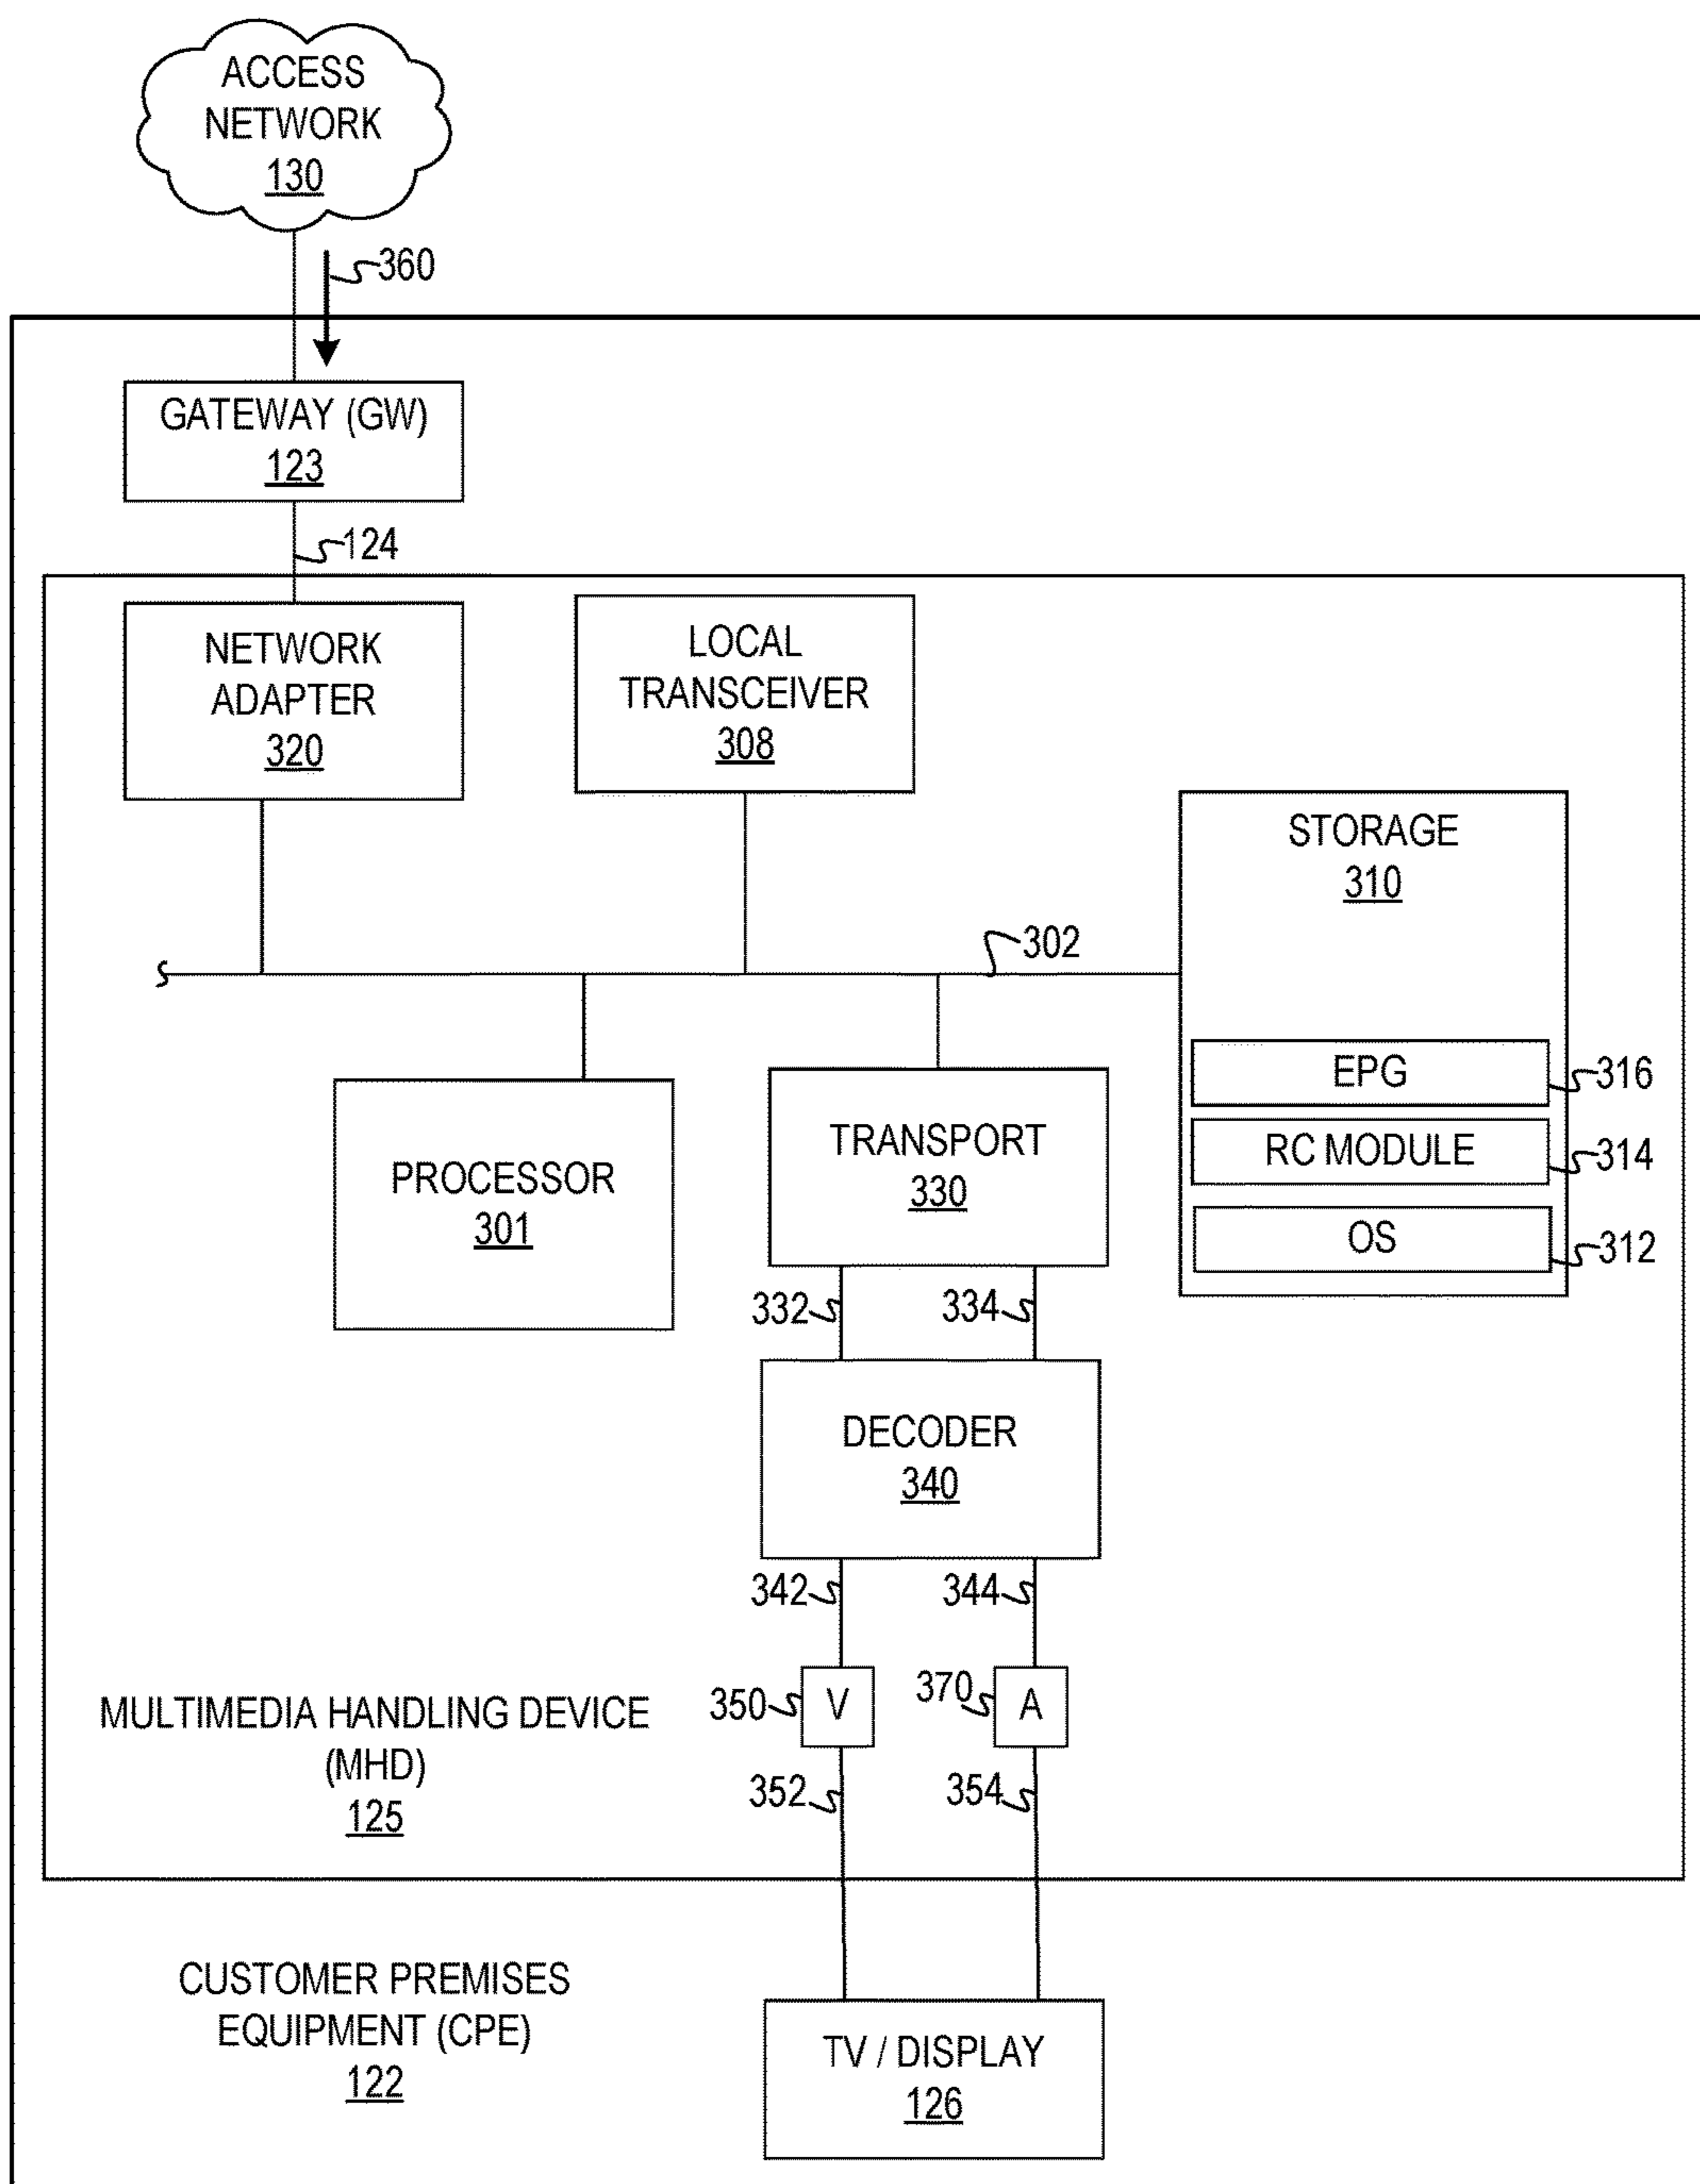 ACCESS
NETWORK
130
360
GATEWAY (GW)
123
124
NETWORK
ADAPTER
320
LOCAL
TRANSCEIVER
308
STORAGE
310
302
EPG
316
RC MODULE
314
OS
312
PROCESSOR
301
TRANSPORT
330
332
334
DECODER
340
342
344
350
V
370
A
352
354
MULTIMEDIA HANDLING DEVICE
(MHD)
125
CUSTOMER PREMISES
EQUIPMENT (CPE)
122
TV / DISPLAY
126